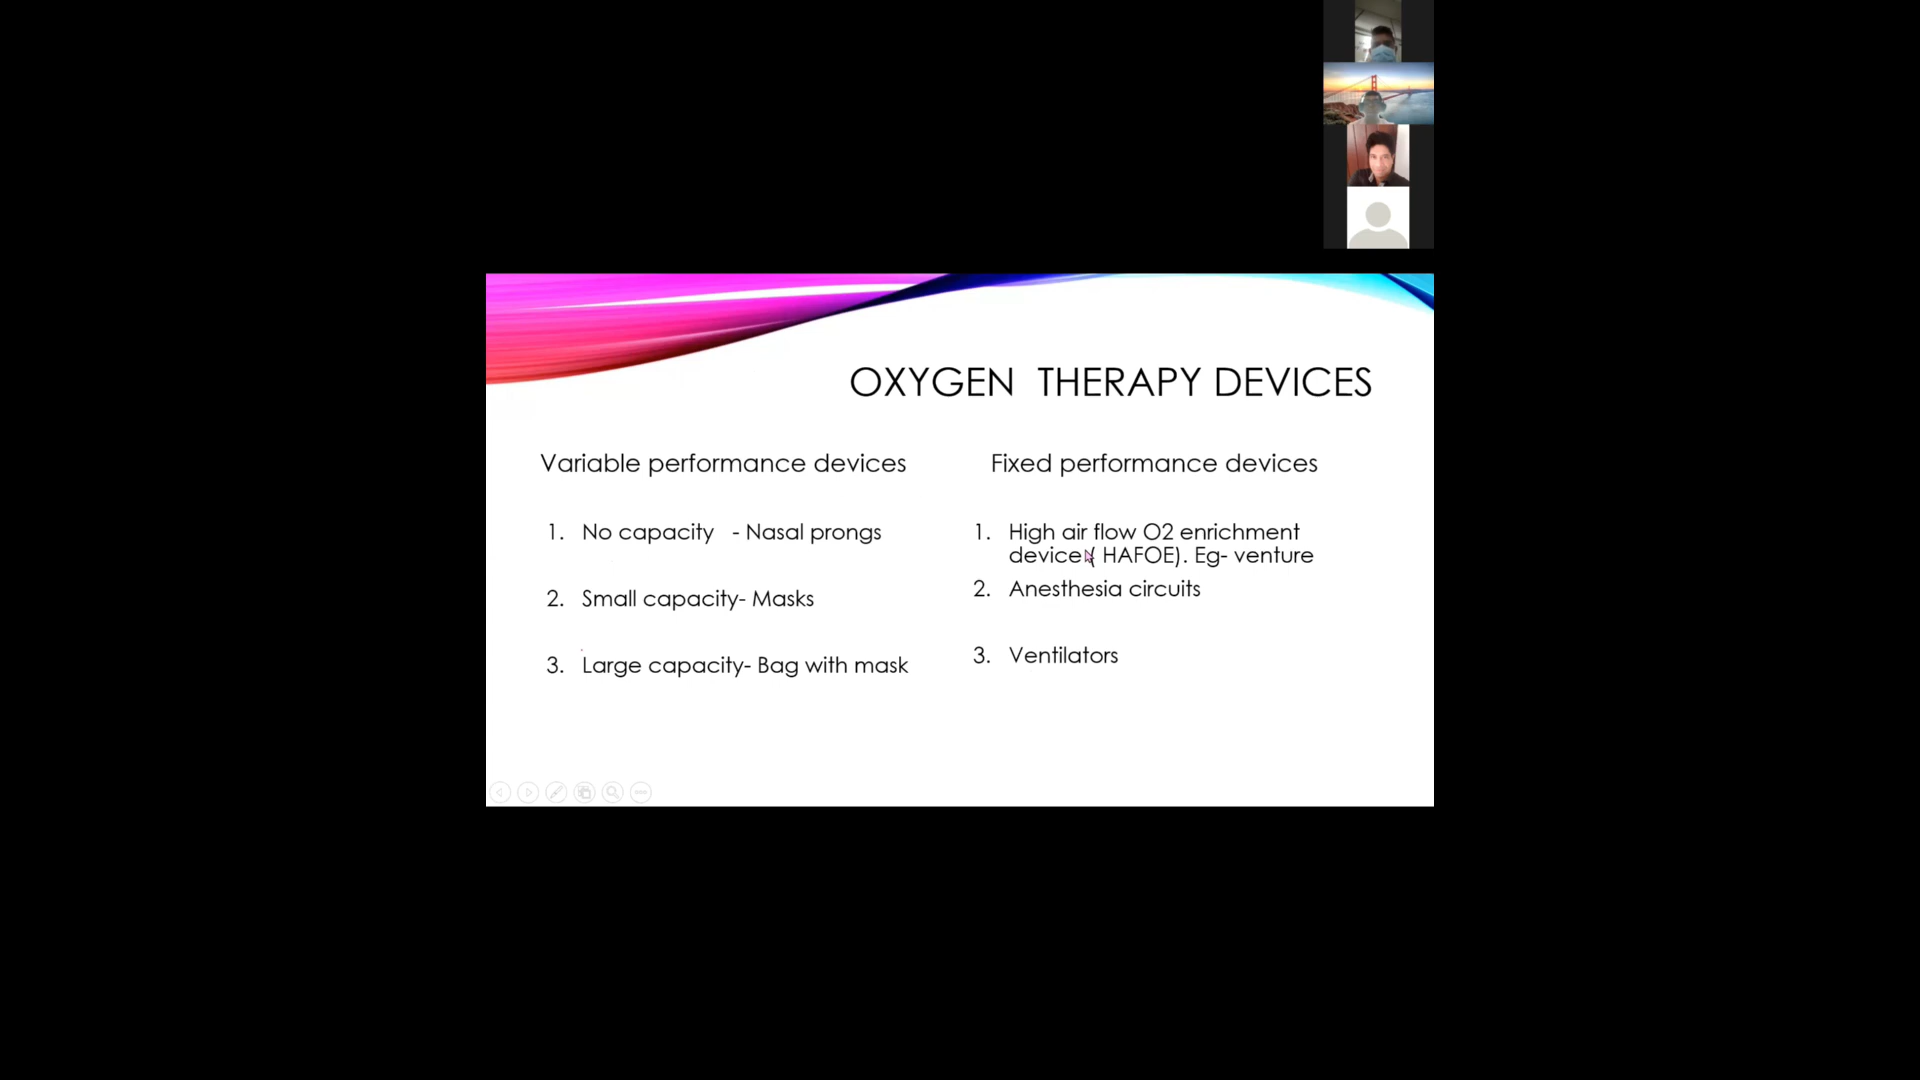 OXYGEN THERAPY DEVICES
Variable performance devices
1. No capacity - Nasal prongs
2. Small capacity- Masks
3. Large capacity- Bag with mask
Fixed performance devices
1. High air flow O2 enrichment
device( HAFOE). Eg- venture
2. Anesthesia circuits
3. Ventilators